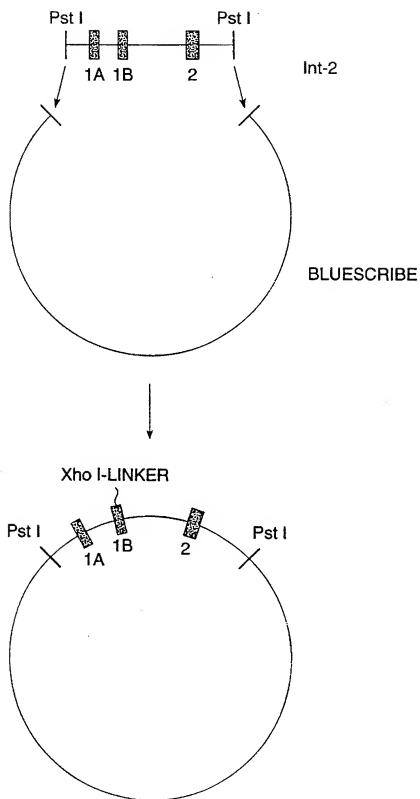 Pst I
Pst I
1A
1B
2
Int-2
BLUESCRIBE
Xho I-LINKER
Pst I
1A
1B
2
Pst I